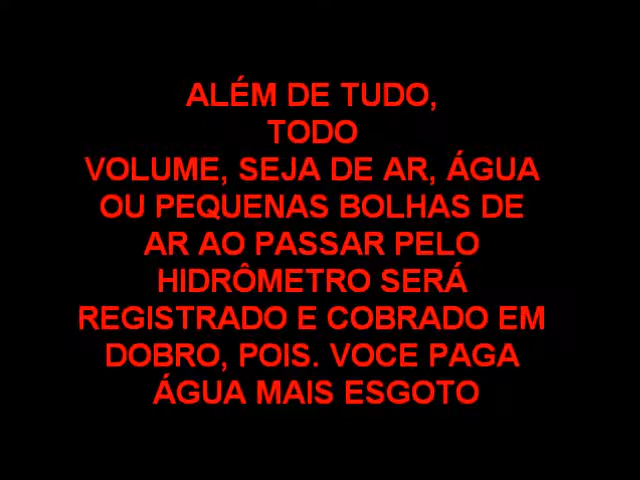 ALÉM DE TUDO,
TODO
VOLUME, SEJA DE AR, ÁGUA
OU PEQUENAS BOLHAS DE
AR AO PASSAR PELO
HIDRÔMETRO SERÁ
REGISTRADO E COBRADO EM
DOBRO, POIS. VOCE PAGA
ÁGUA MAIS ESGOTO